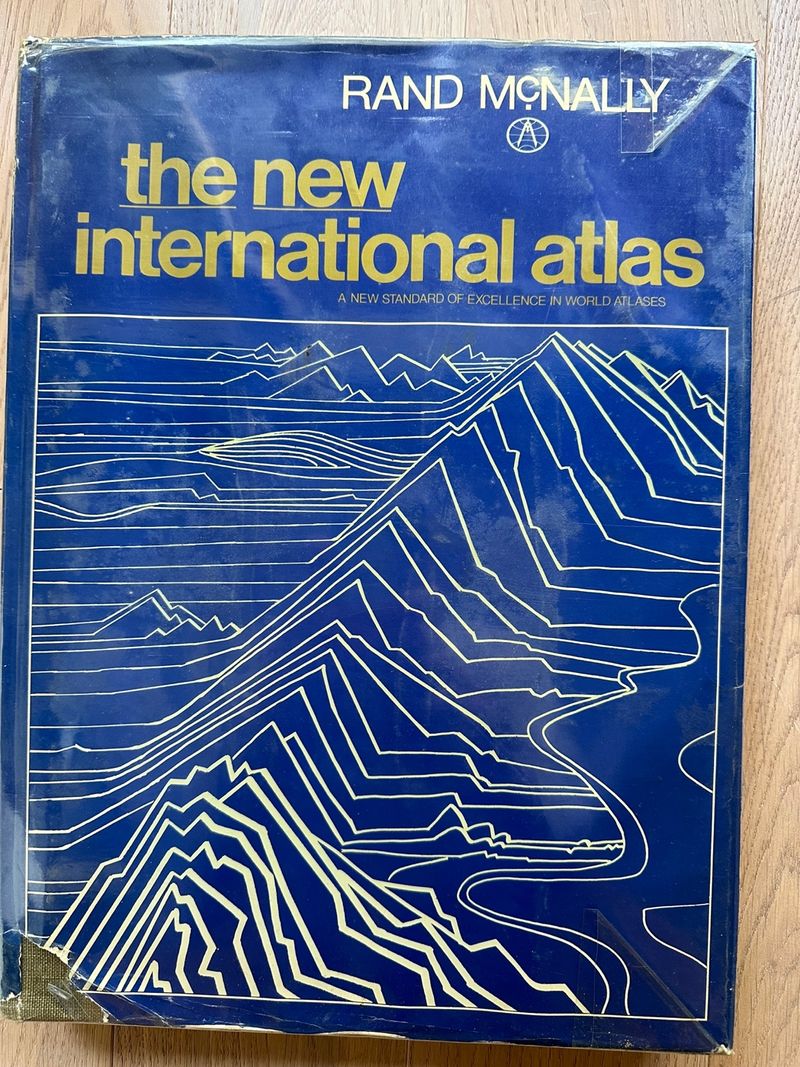 RAND McNALLY
the new
international atlas
A NEW STANDARD OF EXCELLENCE IN WORLD ATLASES